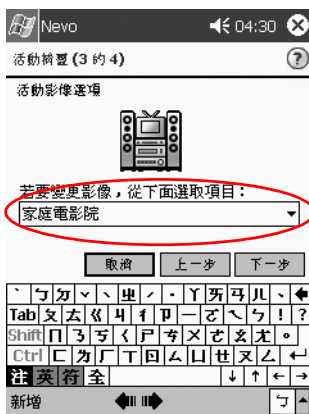 Nevo 04:30
活動精靈 (3 的 4)
活動影像選項
若要變更影像,從下面選取項目:
家庭電影院
取消 上一步 下一步
` ㄅ ㄉ ˇ ˋ ㄓ ˊ ˙ ㄚ ㄞ ㄢ ㄦ 、
Tab ㄆ ㄊ ㄍ ㄐ ㄔ ㄗ ㄧ ㄛ ㄟ ㄣ ! ?
Shift ㄇ ㄋ ㄎ ㄑ ㄕ ㄘ ㄨ ㄜ ㄠ ㄤ 。
Ctrl ㄈ ㄏ ㄒ ㄖ ㄙ ㄩ ㄝ ㄡ ㄥ
注 英 符 全 ↓ ↑ ← →
新增 ㄅ